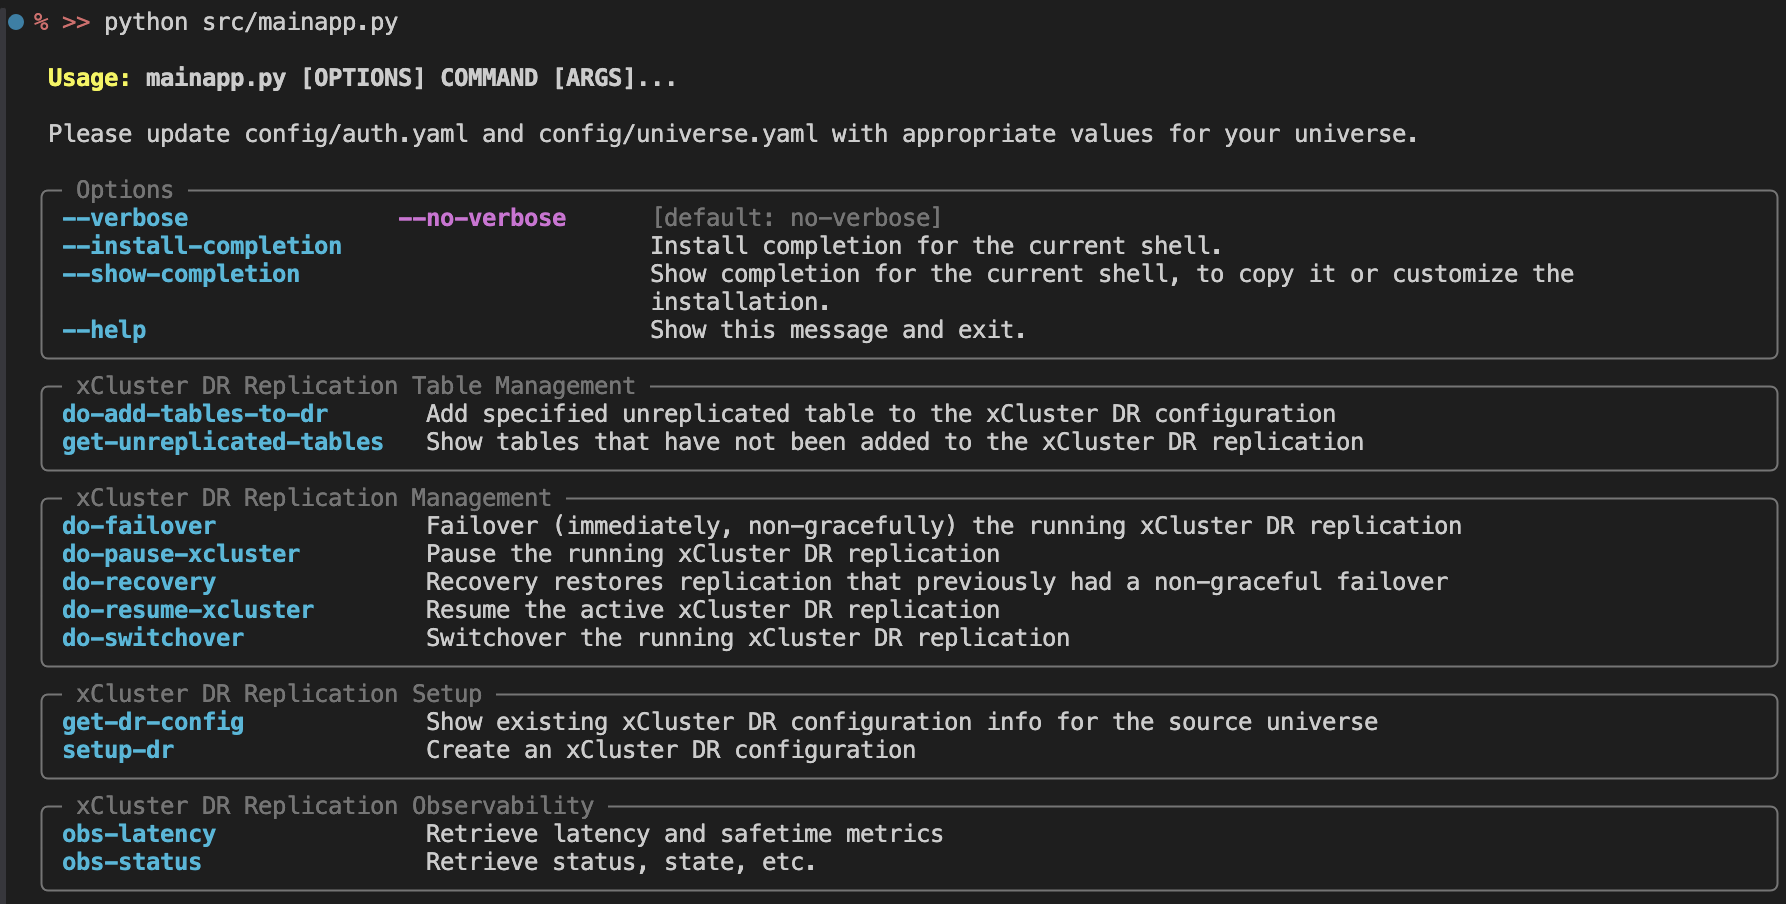 % >> python src/mainapp.py
Usage: mainapp.py [OPTIONS] COMMAND [ARGS]...
Please update config/auth.yaml and config/universe.yaml with appropriate values for your universe.
Options
--verbose --no-verbose [default: no-verbose]
--install-completion Install completion for the current shell.
--show-completion Show completion for the current shell, to copy it or customize the
installation.
--help Show this message and exit.
xCluster DR Replication Table Management
do-add-tables-to-dr Add specified unreplicated table to the xCluster DR configuration
get-unreplicated-tables Show tables that have not been added to the xCluster DR replication
xCluster DR Replication Management
do-failover Failover (immediately, non-gracefully) the running xCluster DR replication
do-pause-xcluster Pause the running xCluster DR replication
do-recovery Recovery restores replication that previously had a non-graceful failover
do-resume-xcluster Resume the active xCluster DR replication
do-switchover Switchover the running xCluster DR replication
xCluster DR Replication Setup
get-dr-config Show existing xCluster DR configuration info for the source universe
setup-dr Create an xCluster DR configuration
xCluster DR Replication Observability
obs-latency Retrieve latency and safetime metrics
obs-status Retrieve status, state, etc.